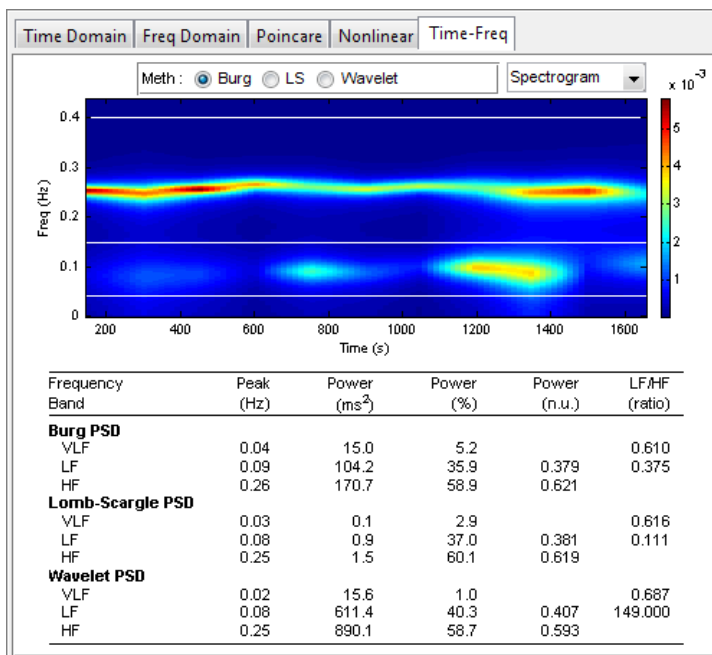 Time Domain Freq Domain Poincare Nonlinear Time-Freq
Meth : Burg LS Wavelet Spectrogram
x 10-3
0.4
0.3
0.2
0.1
0
Freq (Hz)
5
4
3
2
1
200 400 600 800 1000 1200 1400 1600
Time (s)
Frequency Peak Power Power Power LF/HF
Band (Hz) (ms2) (%) (n.u.) (ratio)
Burg PSD
VLF 0.04 15.0 5.2 0.610
LF 0.09 104.2 35.9 0.379 0.375
HF 0.26 170.7 58.9 0.621
Lomb-Scargle PSD
VLF 0.03 0.1 2.9 0.616
LF 0.08 0.9 37.0 0.381 0.111
HF 0.25 1.5 60.1 0.619
Wavelet PSD
VLF 0.02 15.6 1.0 0.687
LF 0.08 611.4 40.3 0.407 149.000
HF 0.25 890.1 58.7 0.593